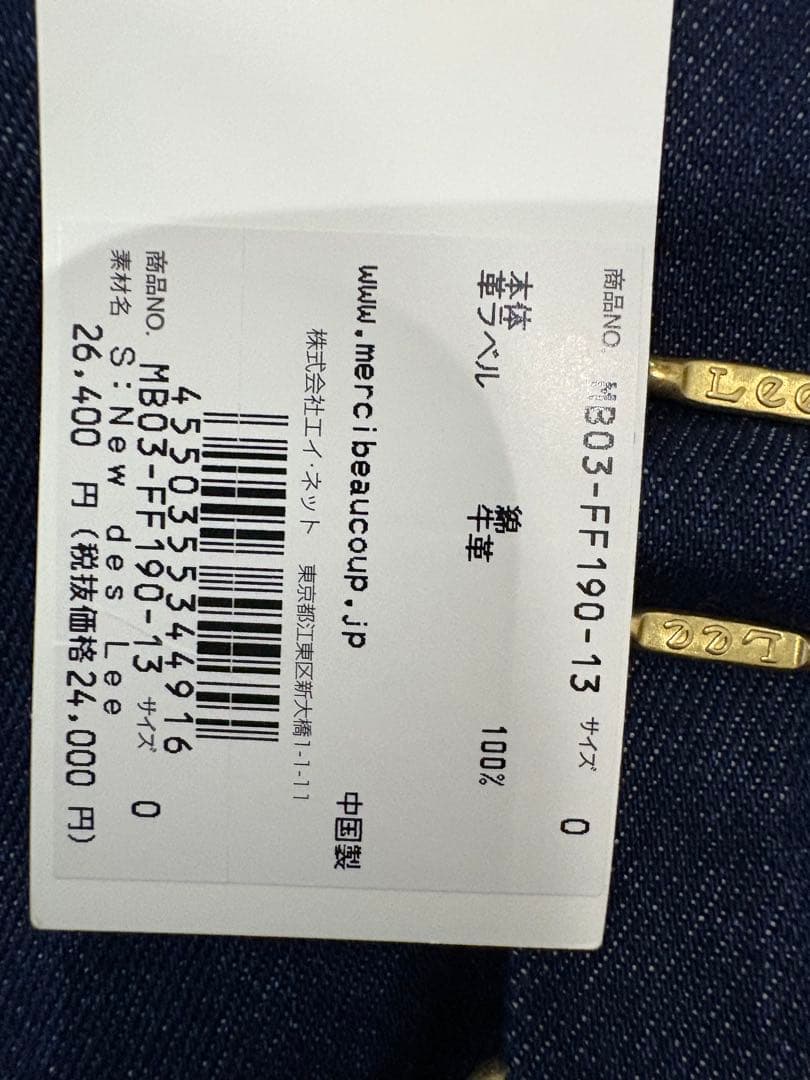 商品NO. MB03-FF190-13 サイズ 0
本体 綿 100%
革ラベル 牛革
www.mercibeaucoup.jp 中国製
株式会社エイ・ネット 東京都江東区新大橋1-1-11
4550355344916
商品NO. MB03-FF190-13 サイズ 0
素材名 S:New des Lee
26,400 円(税抜価格24,000 円)
Lee
Lee